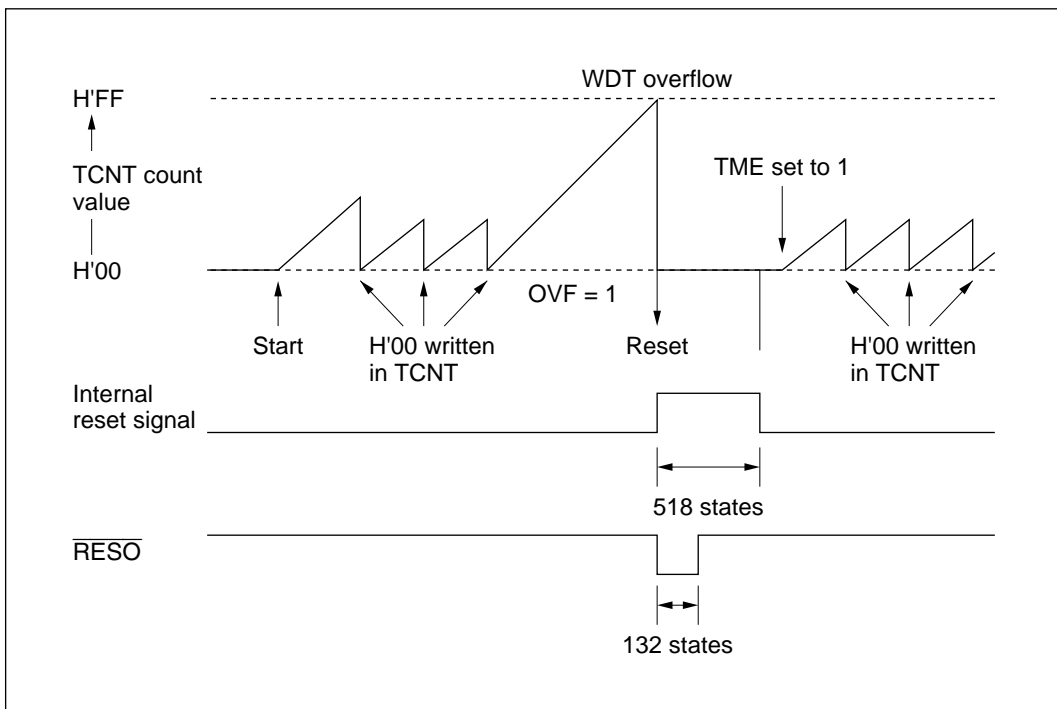 WDT overflow
H'FF
TCNT count
value
TME set to 1
H'00
OVF = 1
Start
H'00 written
in TCNT
Reset
H'00 written
in TCNT
Internal
reset signal
518 states
RESO
132 states